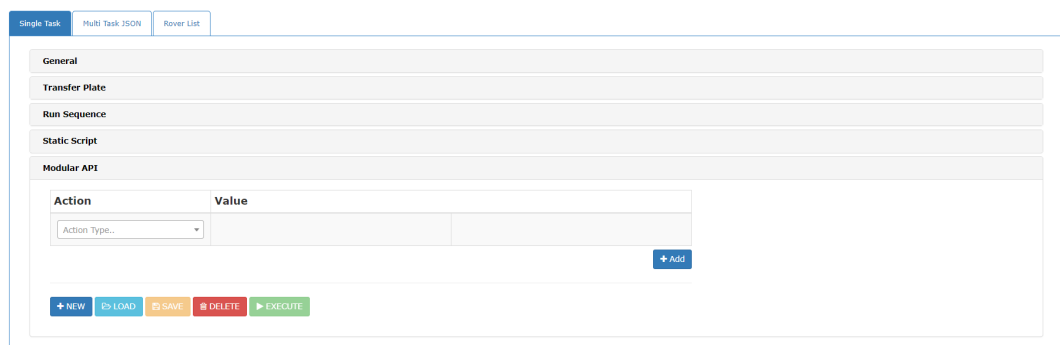 Single Task Multi Task JSON Rover List
General
Transfer Plate
Run Sequence
Static Script
Modular API
Action Value
Action Type..
+ Add
+ NEW LOAD SAVE DELETE EXECUTE